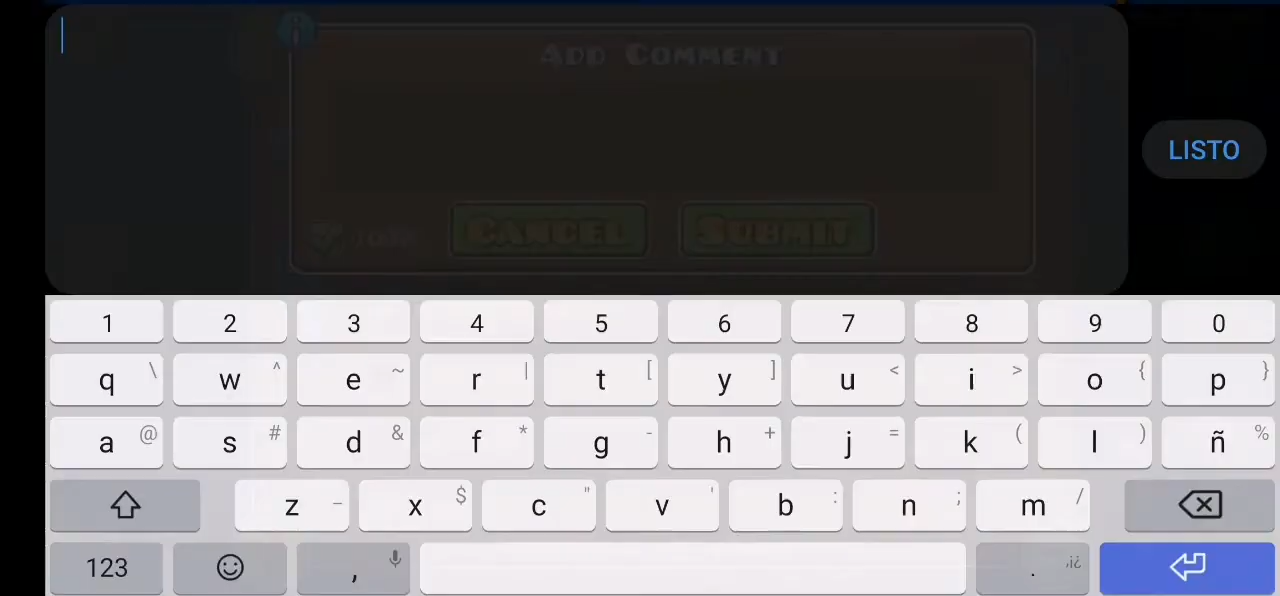 Add Comment
LISTO
Cancel Submit
1 2 3 4 5 6 7 8 9 0
q \ w ^ e ~ r | t [ y ] u < i > o { p }
a @ s # d & f * g - h + j = k ( l ) ñ %
z _ x $ c " v ' b : n ; m /
123 , . ,i¿